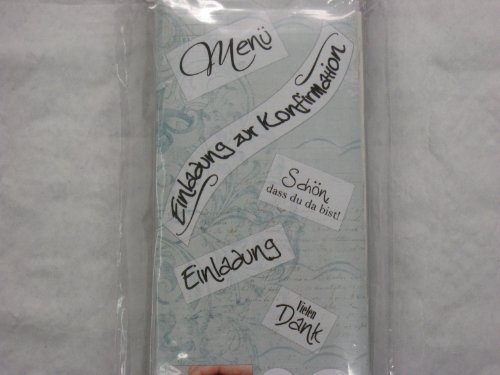 Menü
Einladung zur Konfirmation
Schön,
dass du da bist!
Einladung
Vielen
Dank